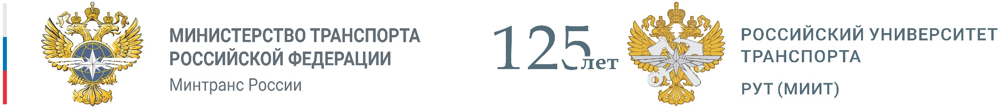 МИНИСТЕРСТВО ТРАНСПОРТА
РОССИЙСКОЙ ФЕДЕРАЦИИ
Минтранс России
125 лет
РОССИЙСКИЙ УНИВЕРСИТЕТ
ТРАНСПОРТА
РУТ (МИИТ)